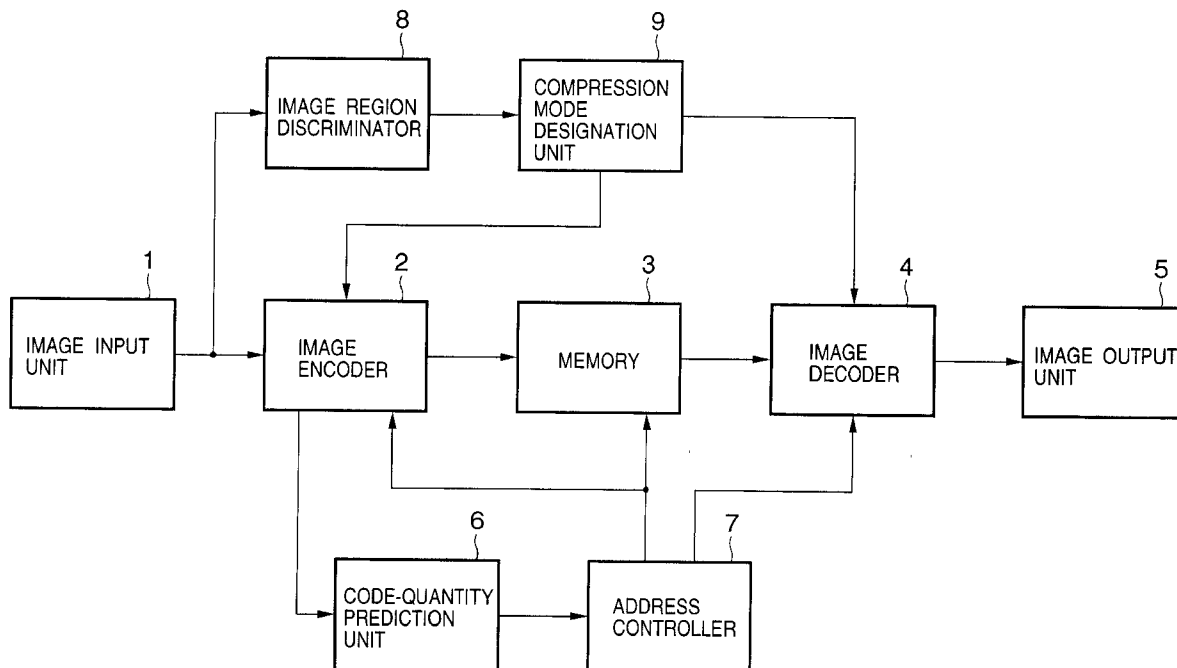 8
IMAGE REGION
DISCRIMINATOR
9
COMPRESSION
MODE
DESIGNATION
UNIT
1
IMAGE INPUT
UNIT
2
IMAGE
ENCODER
3
MEMORY
4
IMAGE
DECODER
5
IMAGE OUTPUT
UNIT
6
CODE-QUANTITY
PREDICTION
UNIT
7
ADDRESS
CONTROLLER